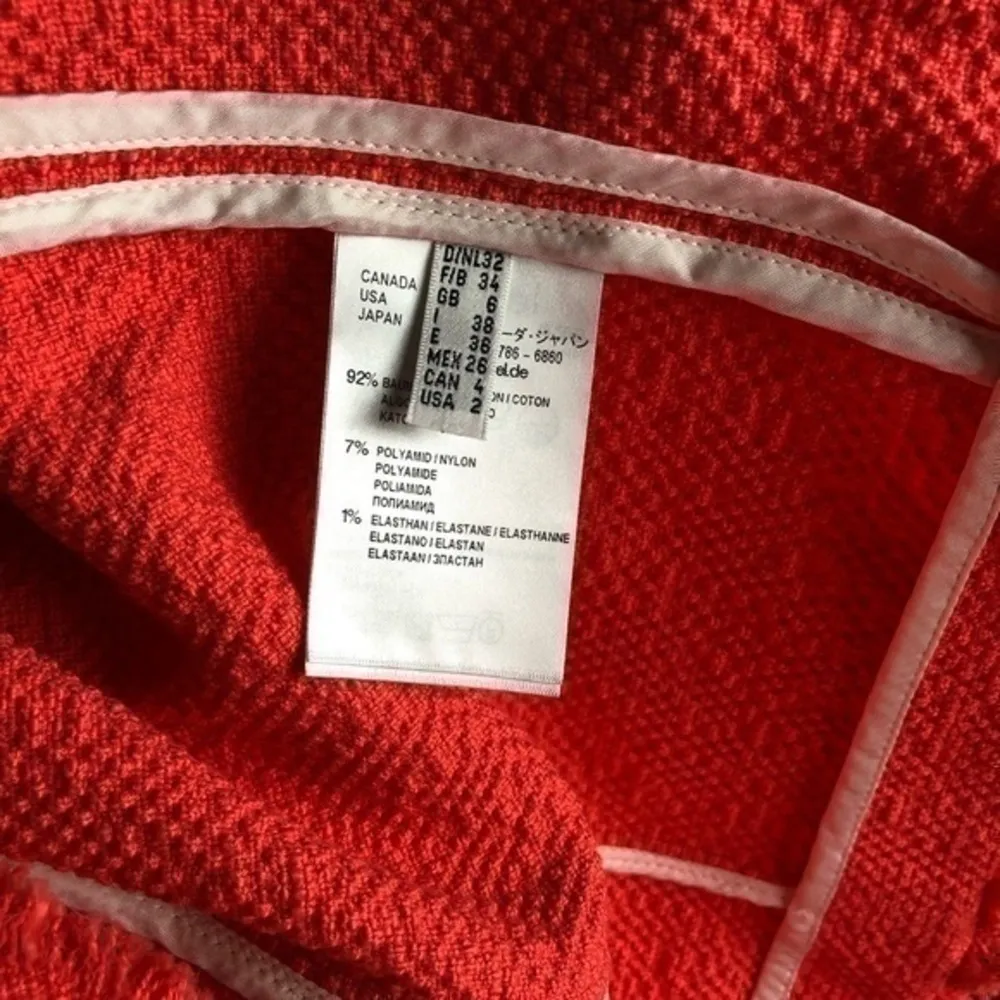 D/NL 32
F/B 34
GB 6
I 38
E 36
MEX 26
CAN 4
USA 2
CANADA
USA
JAPAN
ーダ・ジャパン
786 - 6860
el.de
92%
N / COTON
7% POLYAMID / NYLON
POLYAMIDE
POLIAMIDA
ПОЛИАМИД
1% ELASTHAN / ELASTANE / ELASTHANNE
ELASTANO / ELASTAN
ELASTAAN / ЭЛАСТАН